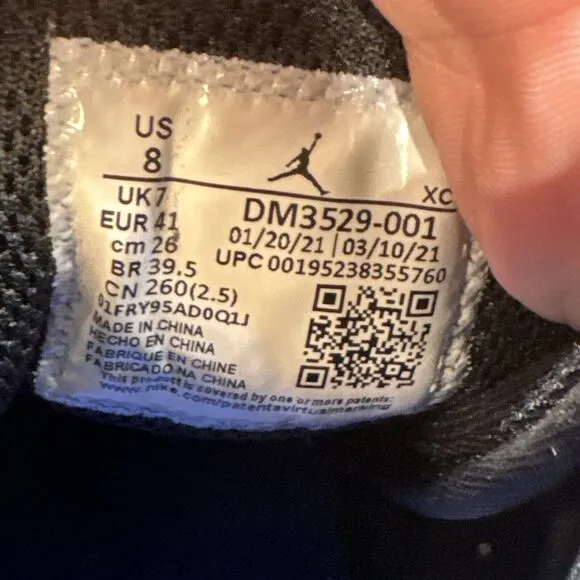 US
8
XC
UK 7
EUR 41
cm 26
BR 39.5
CN 260(2.5)
DM3529-001
01/20/21 | 03/10/21
UPC 00195238355760
01FRY95AD0Q1J
MADE IN CHINA
HECHO EN CHINA
FABRIQUÉ EN CHINE
FABRICADO NA CHINA
This product is covered by one or more patents:
www.nike.com/patentavirtualmarking